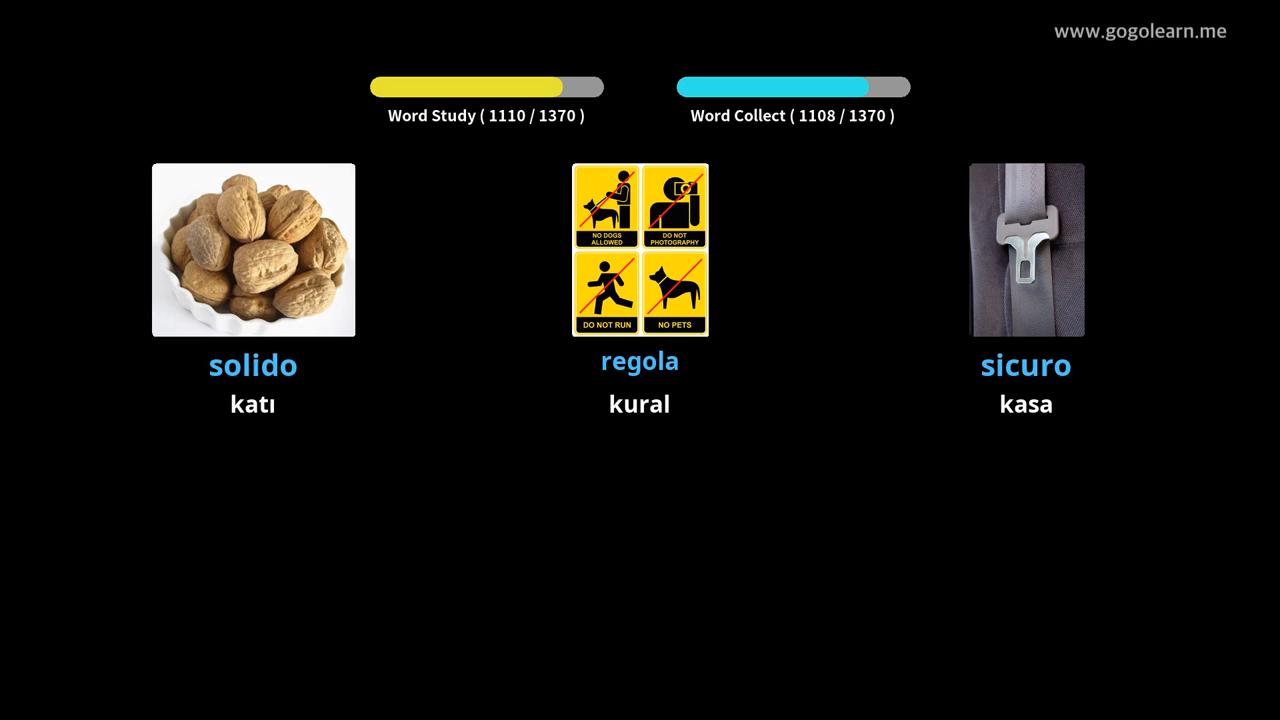 www.gogolearn.me
Word Study ( 1110 / 1370 )
Word Collect ( 1108 / 1370 )
NO DOGS
ALLOWED
DO NOT
PHOTOGRAPHY
DO NOT RUN
NO PETS
solido
regola
sicuro
katı
kural
kasa